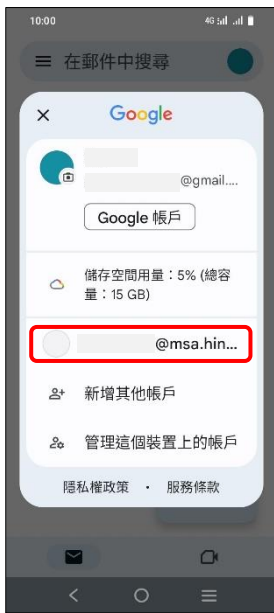 10:00
4G
在郵件中搜尋
Google
@gmail....
Google 帳戶
儲存空間用量：5% (總容
量：15 GB)
@msa.hin...
新增其他帳戶
管理這個裝置上的帳戶
隱私權政策 · 服務條款